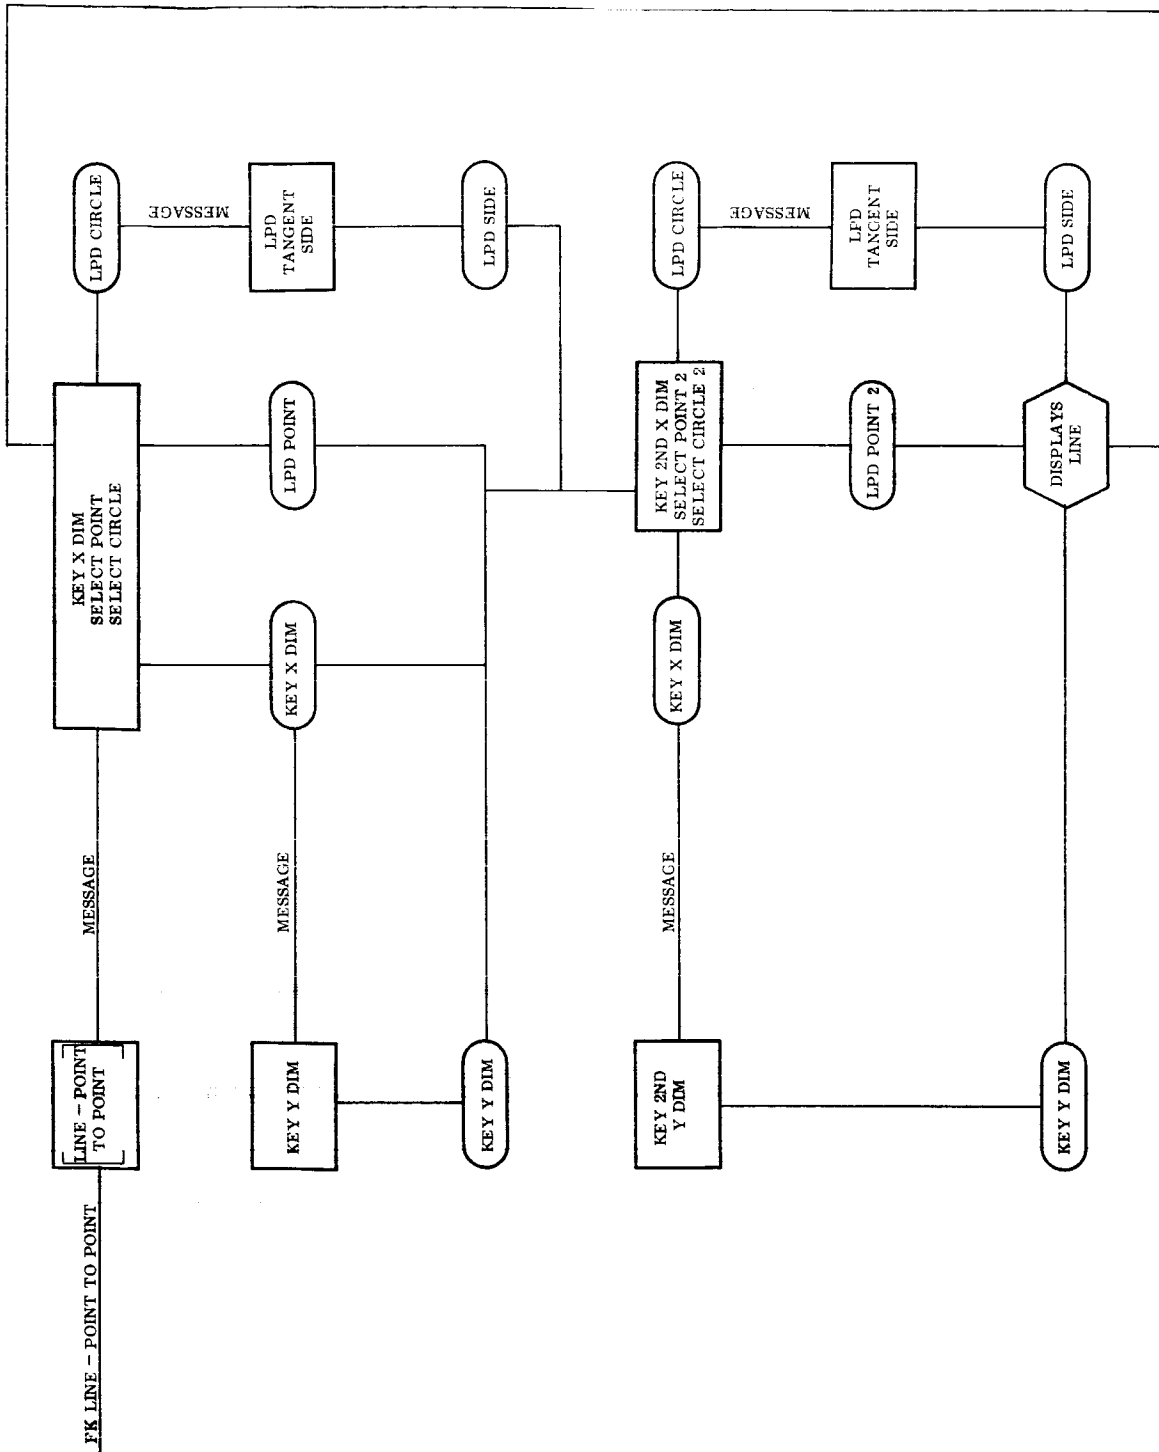 FK LINE - POINT TO POINT
LINE - POINT
TO POINT
MESSAGE
KEY X DIM
SELECT POINT
SELECT CIRCLE
LPD CIRCLE
MESSAGE
KEY Y DIM
MESSAGE
KEY X DIM
LPD POINT
LPD
TANGENT
SIDE
KEY Y DIM
LPD SIDE
KEY 2ND
Y DIM
MESSAGE
KEY X DIM
KEY 2ND X DIM
SELECT POINT 2
SELECT CIRCLE 2
LPD CIRCLE
MESSAGE
LPD POINT 2
LPD
TANGENT
SIDE
KEY Y DIM
DISPLAYS
LINE
LPD SIDE